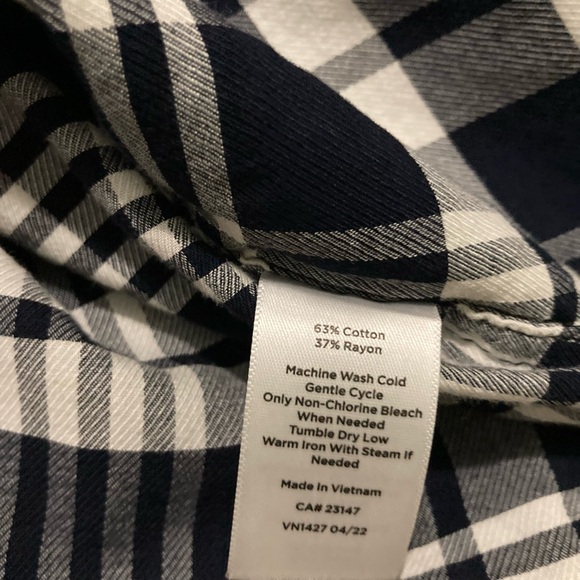 63% Cotton
37% Rayon
Machine Wash Cold
Gentle Cycle
Only Non-Chlorine Bleach
When Needed
Tumble Dry Low
Warm Iron With Steam If
Needed
Made In Vietnam
CA# 23147
VN1427 04/22